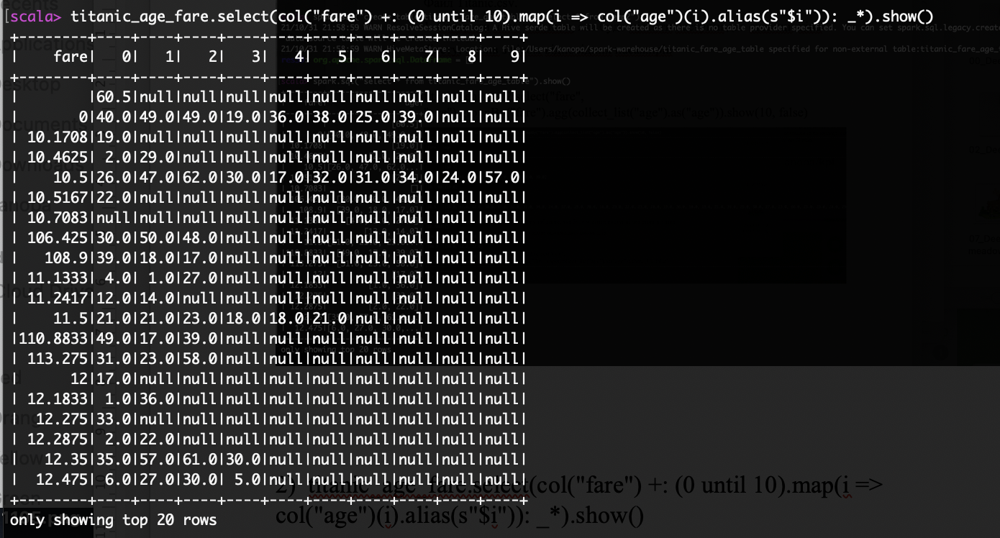 [scala> titanic_age_fare.select(col("fare") +: (0 until 10).map(i => col("age")(i).alias(s"$i")): _*).show()
+--------+----+----+----+----+----+----+----+----+----+----+
|    fare|   0|   1|   2|   3|   4|   5|   6|   7|   8|   9|
+--------+----+----+----+----+----+----+----+----+----+----+
|        |60.5|null|null|null|null|null|null|null|null|null|
|       0|40.0|49.0|49.0|19.0|36.0|38.0|25.0|39.0|null|null|
| 10.1708|19.0|null|null|null|null|null|null|null|null|null|
| 10.4625| 2.0|29.0|null|null|null|null|null|null|null|null|
|    10.5|26.0|47.0|62.0|30.0|17.0|32.0|31.0|34.0|24.0|57.0|
| 10.5167|22.0|null|null|null|null|null|null|null|null|null|
| 10.7083|null|null|null|null|null|null|null|null|null|null|
| 106.425|30.0|50.0|48.0|null|null|null|null|null|null|null|
|   108.9|39.0|18.0|17.0|null|null|null|null|null|null|null|
| 11.1333| 4.0| 1.0|27.0|null|null|null|null|null|null|null|
| 11.2417|12.0|14.0|null|null|null|null|null|null|null|null|
|    11.5|21.0|21.0|23.0|18.0|18.0|21.0|null|null|null|null|
|110.8833|49.0|17.0|39.0|null|null|null|null|null|null|null|
| 113.275|31.0|23.0|58.0|null|null|null|null|null|null|null|
|      12|17.0|null|null|null|null|null|null|null|null|null|
| 12.1833| 1.0|36.0|null|null|null|null|null|null|null|null|
|  12.275|33.0|null|null|null|null|null|null|null|null|null|
| 12.2875| 2.0|22.0|null|null|null|null|null|null|null|null|
|   12.35|35.0|57.0|61.0|30.0|null|null|null|null|null|null|
|  12.475| 6.0|27.0|30.0| 5.0|null|null|null|null|null|null|
+--------+----+----+----+----+----+----+----+----+----+----+
only showing top 20 rows
2) titanic_age_fare.select(col("fare") +: (0 until 10).map(i =>
col("age")(i).alias(s"$i")): _*).show()